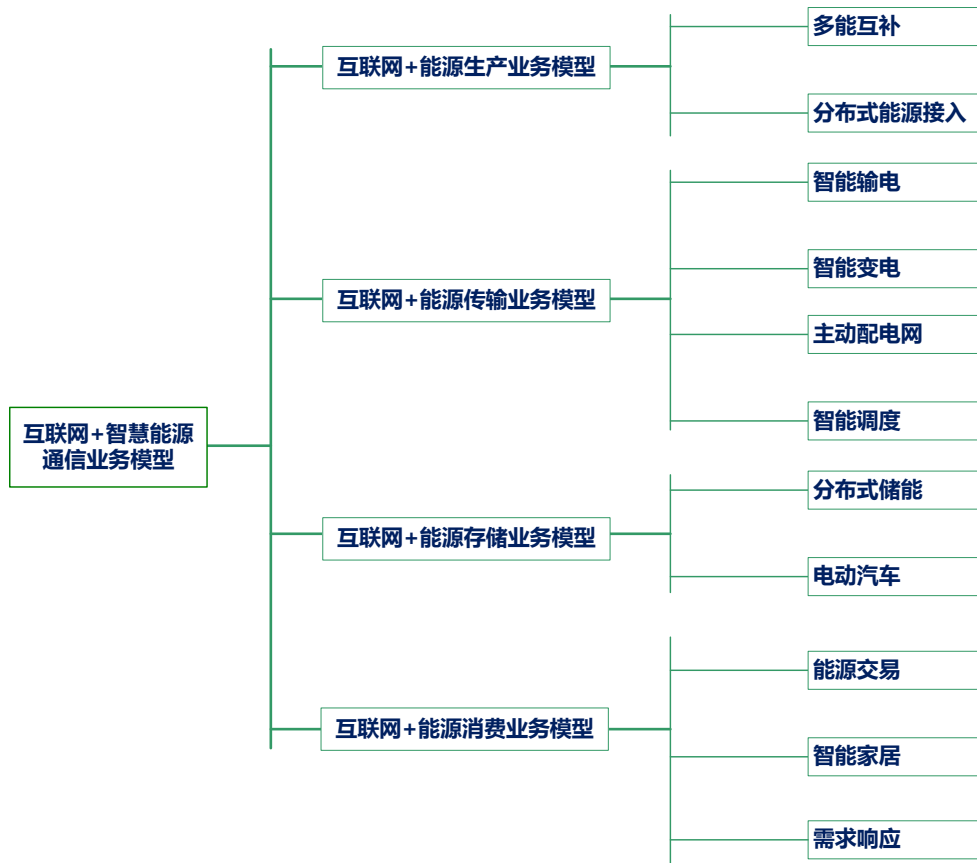 互联网+智慧能源
通信业务模型
互联网+能源生产业务模型
多能互补
分布式能源接入
互联网+能源传输业务模型
智能输电
智能变电
主动配电网
智能调度
互联网+能源存储业务模型
分布式储能
电动汽车
互联网+能源消费业务模型
能源交易
智能家居
需求响应